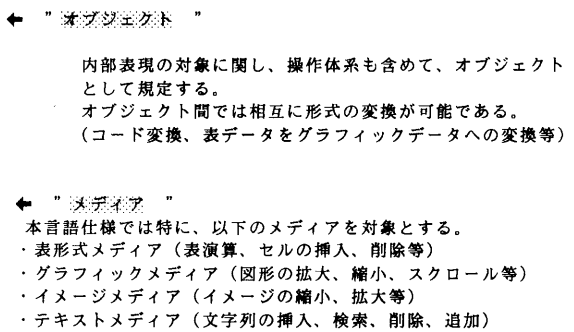 ← " オブジェクト "
内部表現の対象に関し、操作体系も含めて、オブジェクト
として規定する。
オブジェクト間では相互に形式の変換が可能である。
(コード変換、表データをグラフィックデータへの変換等)
← " メディア "
本言語仕様では特に、以下のメディアを対象とする。
・表形式メディア(表演算、セルの挿入、削除等)
・グラフィックメディア(図形の拡大、縮小、スクロール等)
・イメージメディア(イメージの縮小、拡大等)
・テキストメディア(文字列の挿入、検索、削除、追加)